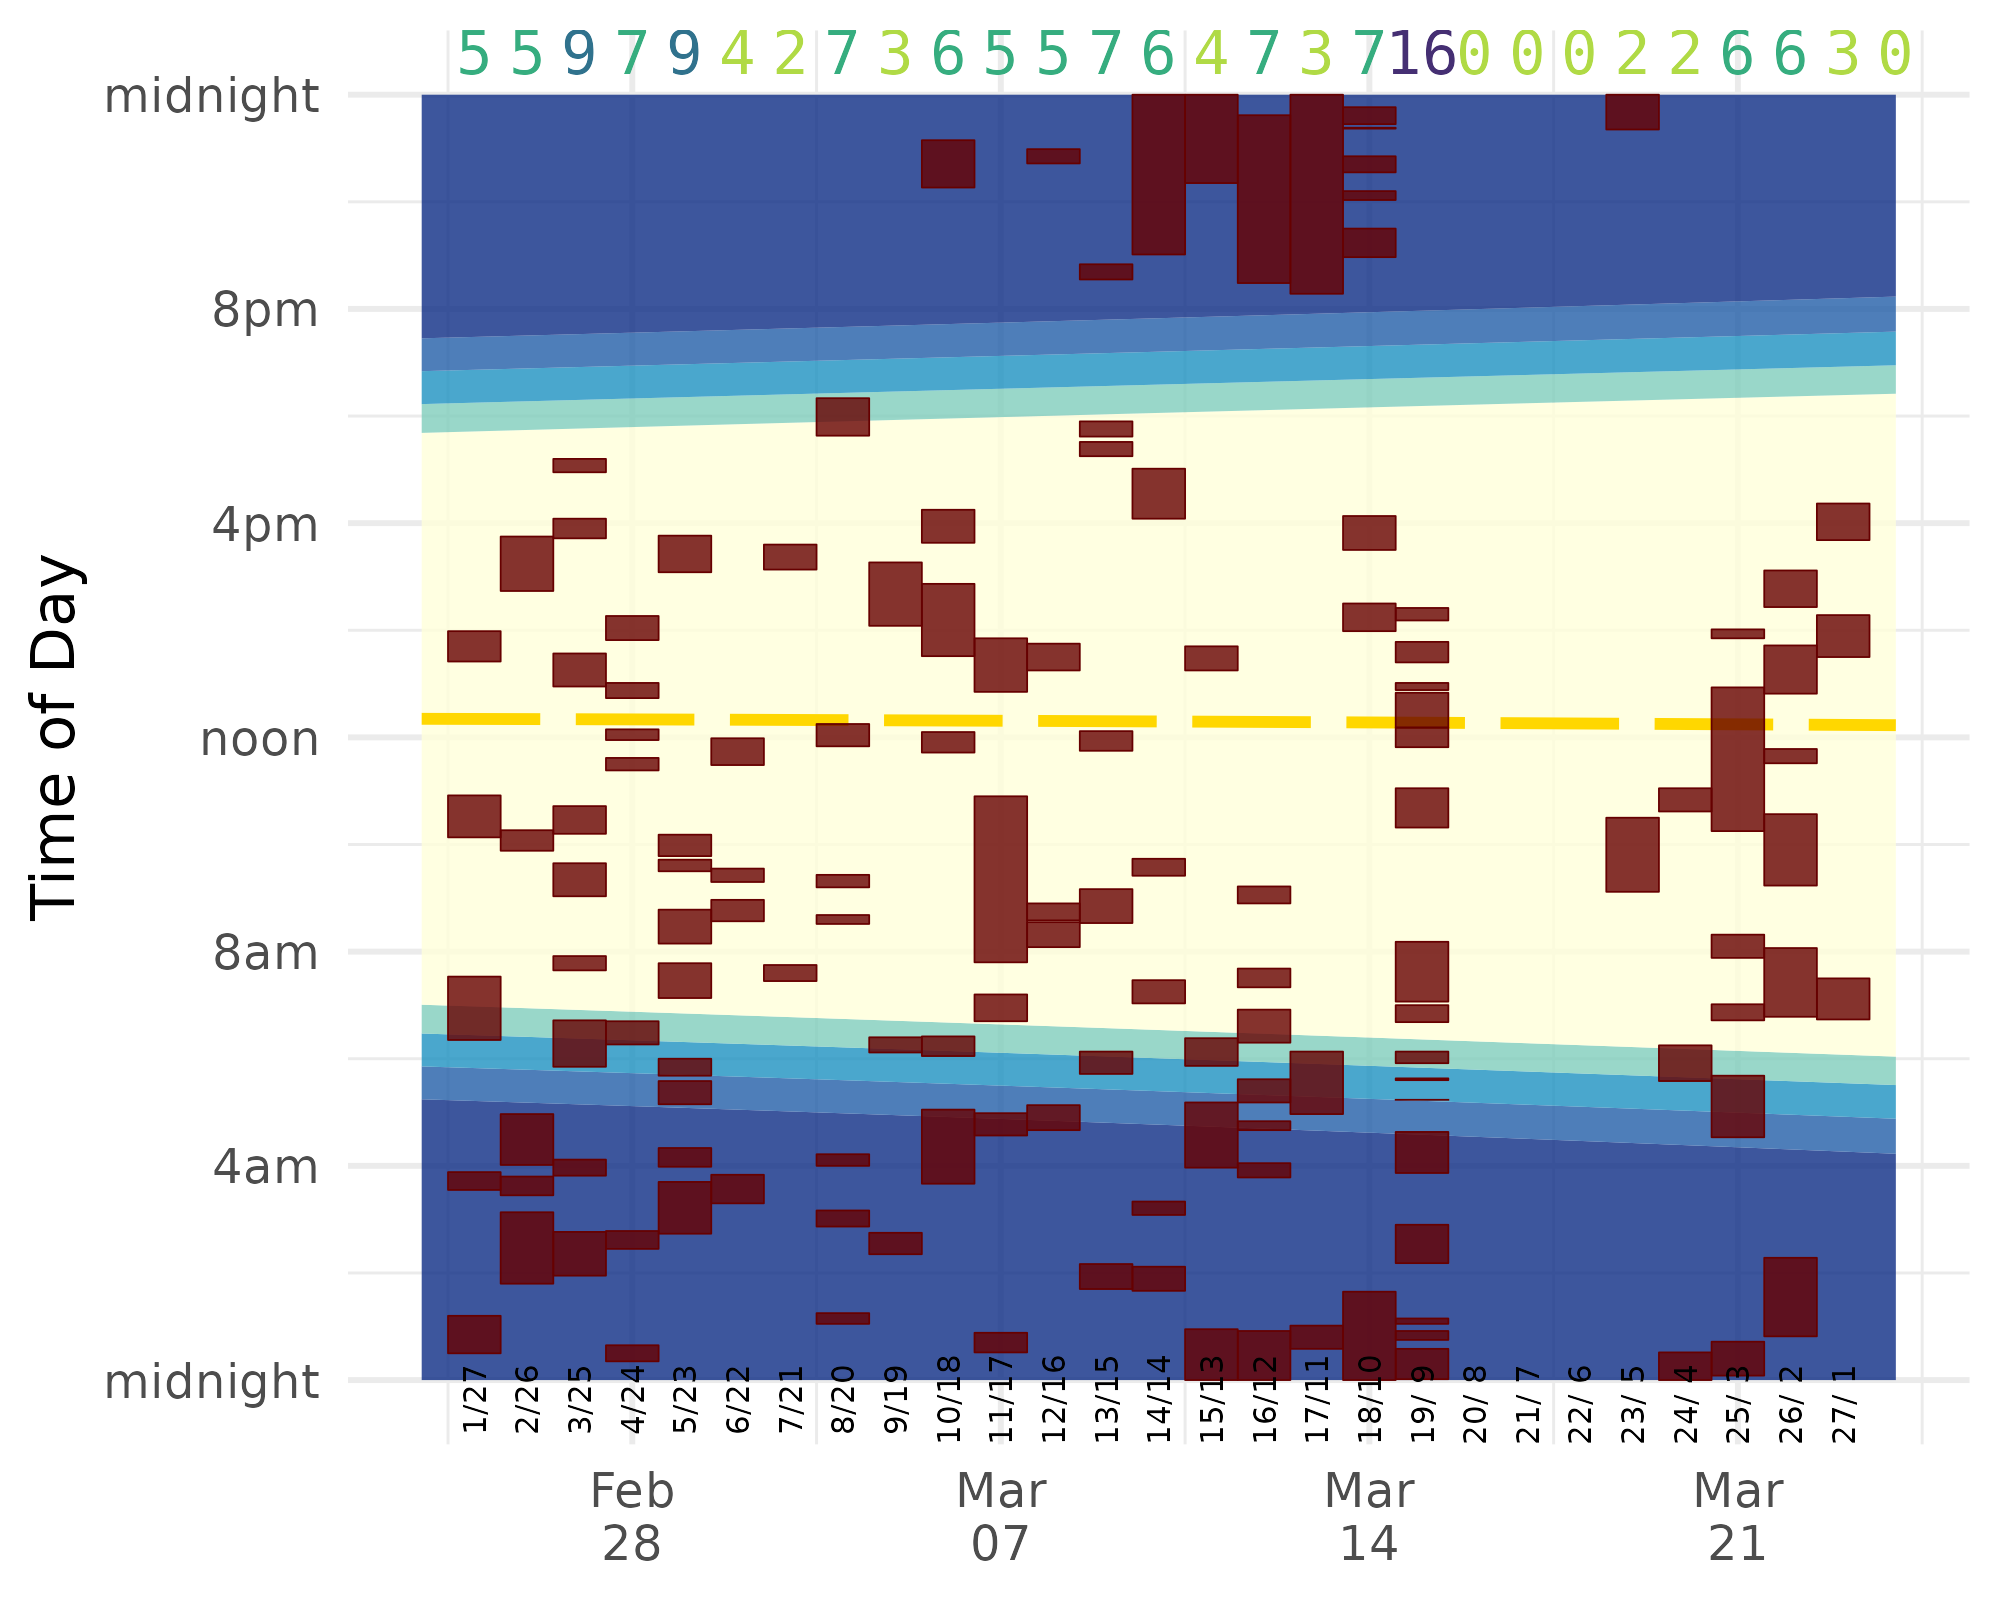 5 5 9 7 9 4 2 7 3 6 5 5 7 6 4 7 3 7 16 0 0 0 2 2 6 6 3 0
midnight
8pm
4pm
noon
8am
4am
midnight
Time of Day
1/27 2/26 3/25 4/24 5/23 6/22 7/21 8/20 9/19 10/18 11/17 12/16 13/15 14/14 15/13 16/12 17/11 18/10 19/ 9 20/ 8 21/ 7 22/ 6 23/ 5 24/ 4 25/ 3 26/ 2 27/ 1
Feb Mar Mar Mar
28 07 14 21